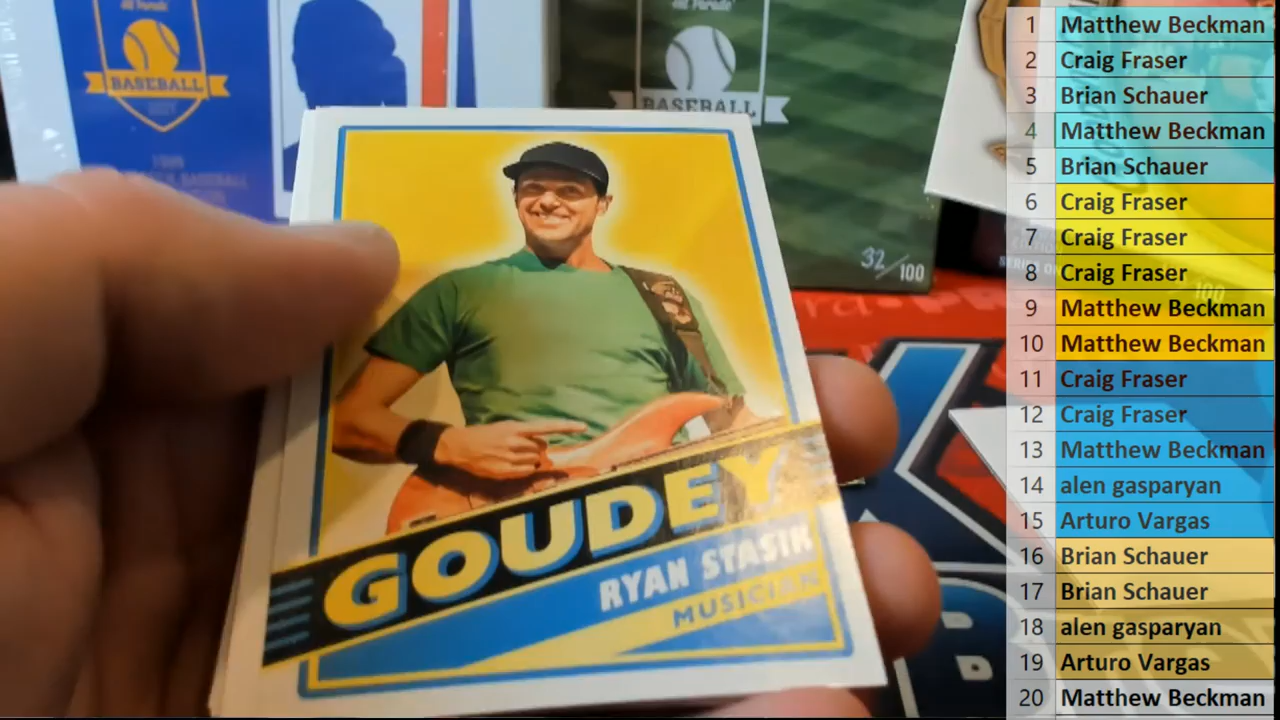 BASEBALL
BASEBALL
32/100
GOUDEY
RYAN STASIK
MUSICIAN
1 Matthew Beckman
2 Craig Fraser
3 Brian Schauer
4 Matthew Beckman
5 Brian Schauer
6 Craig Fraser
7 Craig Fraser
8 Craig Fraser
9 Matthew Beckman
10 Matthew Beckman
11 Craig Fraser
12 Craig Fraser
13 Matthew Beckman
14 alen gasparyan
15 Arturo Vargas
16 Brian Schauer
17 Brian Schauer
18 alen gasparyan
19 Arturo Vargas
20 Matthew Beckman